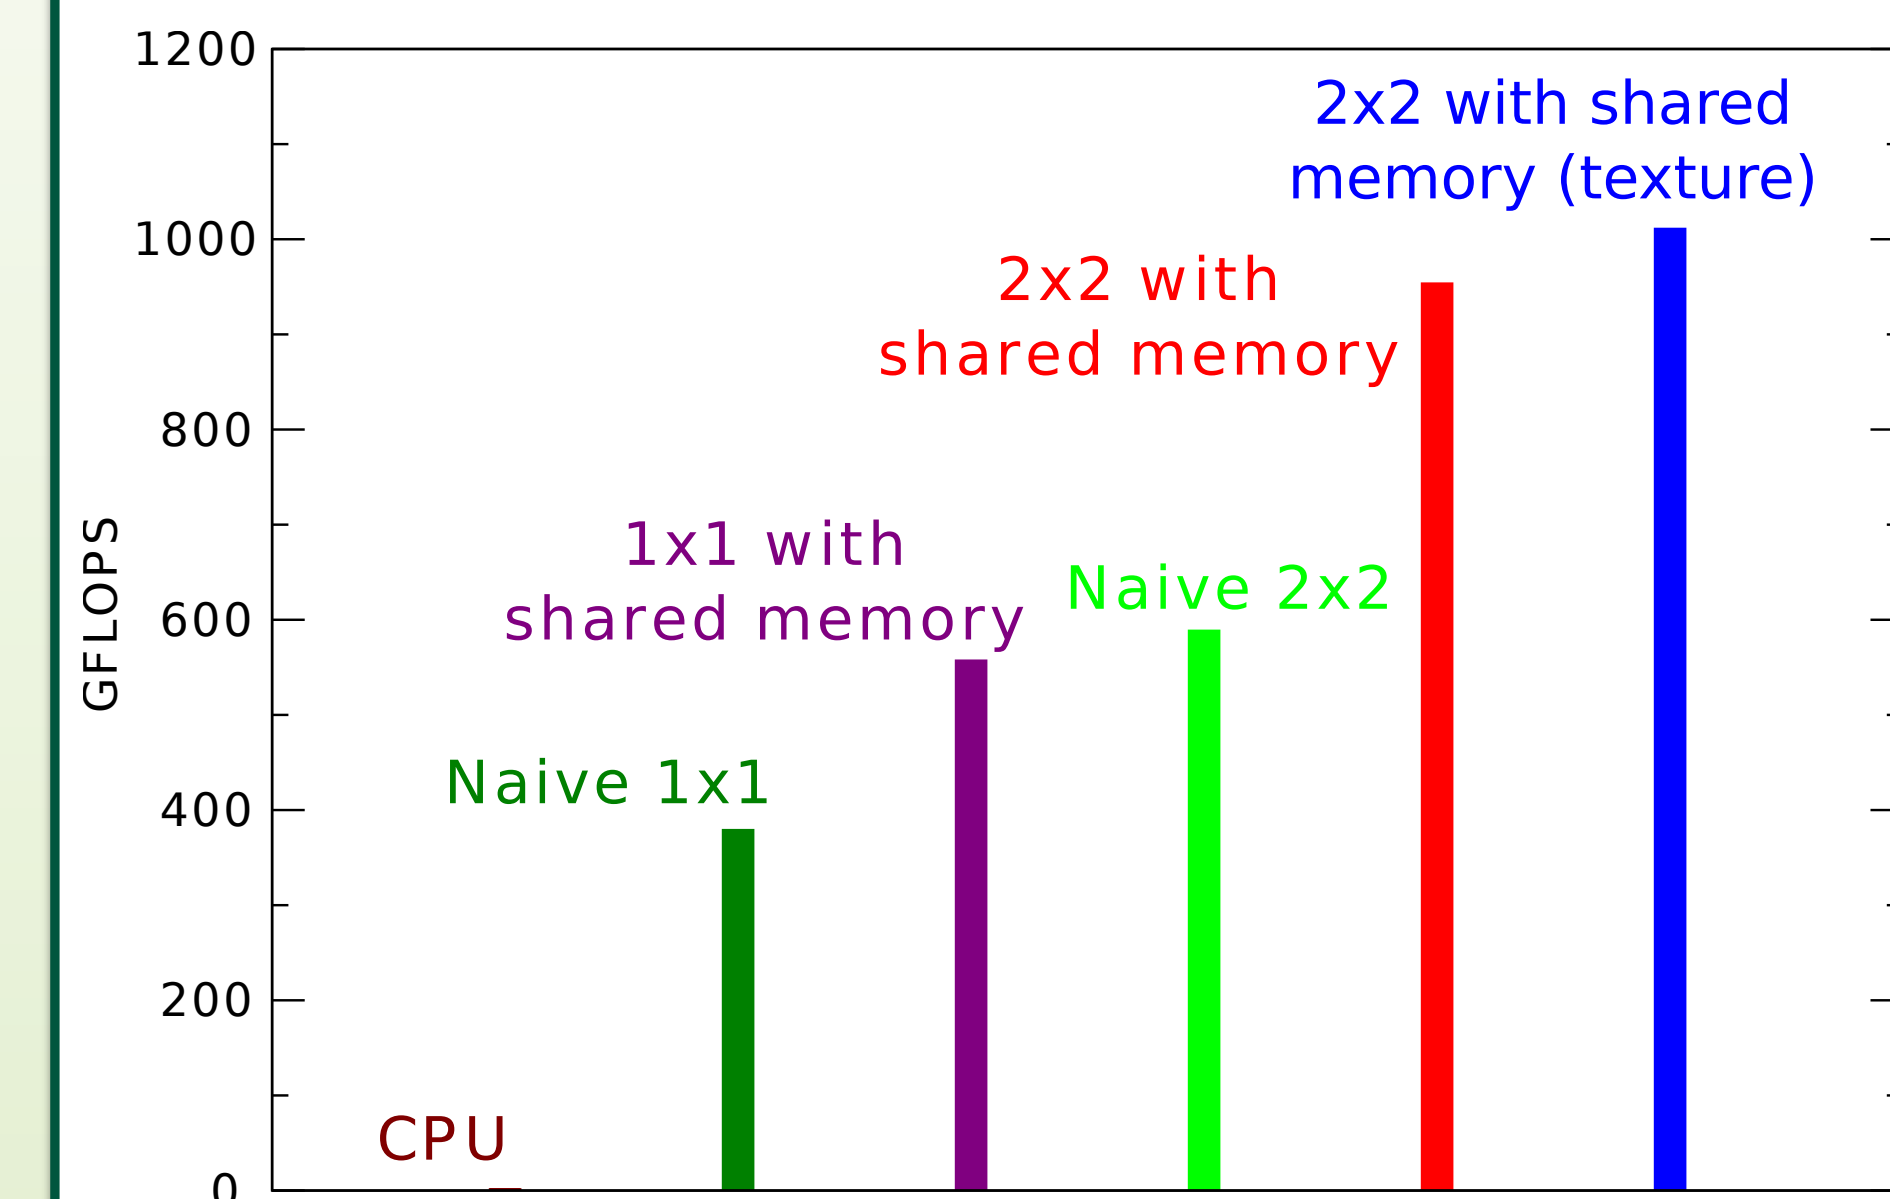 1200
2x2 with shared
memory (texture)
1000
2x2 with
shared memory
800
1x1 with
shared memory
Naive 2x2
600
GFLOPS
Naive 1x1
400
200
CPU
0